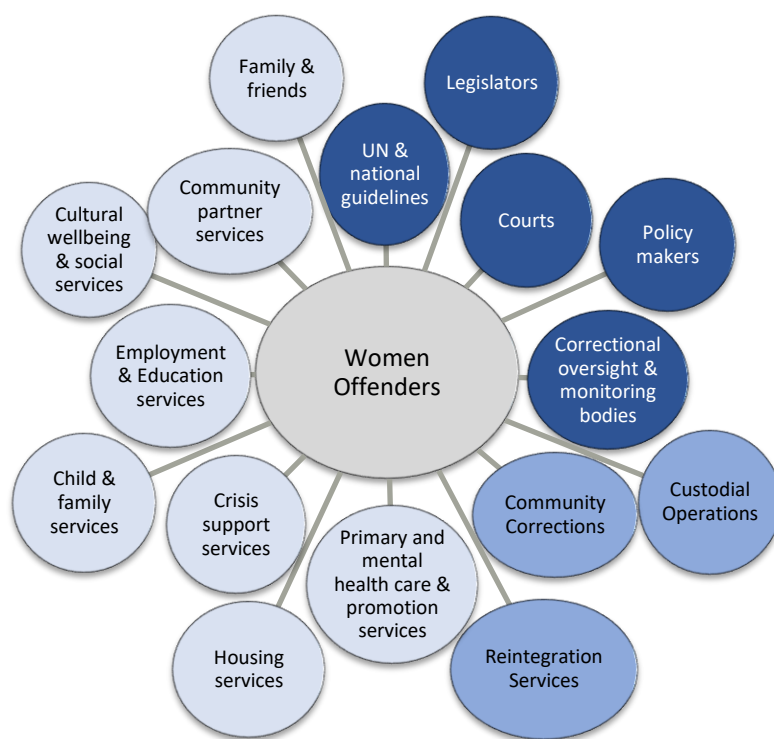 Family &
friends
Legislators
UN &
national
guidelines
Community
partner
services
Courts
Cultural
wellbeing
& social
services
Policy
makers
Women
Offenders
Employment
& Education
services
Correctional
oversight &
monitoring
bodies
Child &
family
services
Crisis
support
services
Community
Corrections
Custodial
Operations
Primary and
mental
health care &
promotion
services
Housing
services
Reintegration
Services